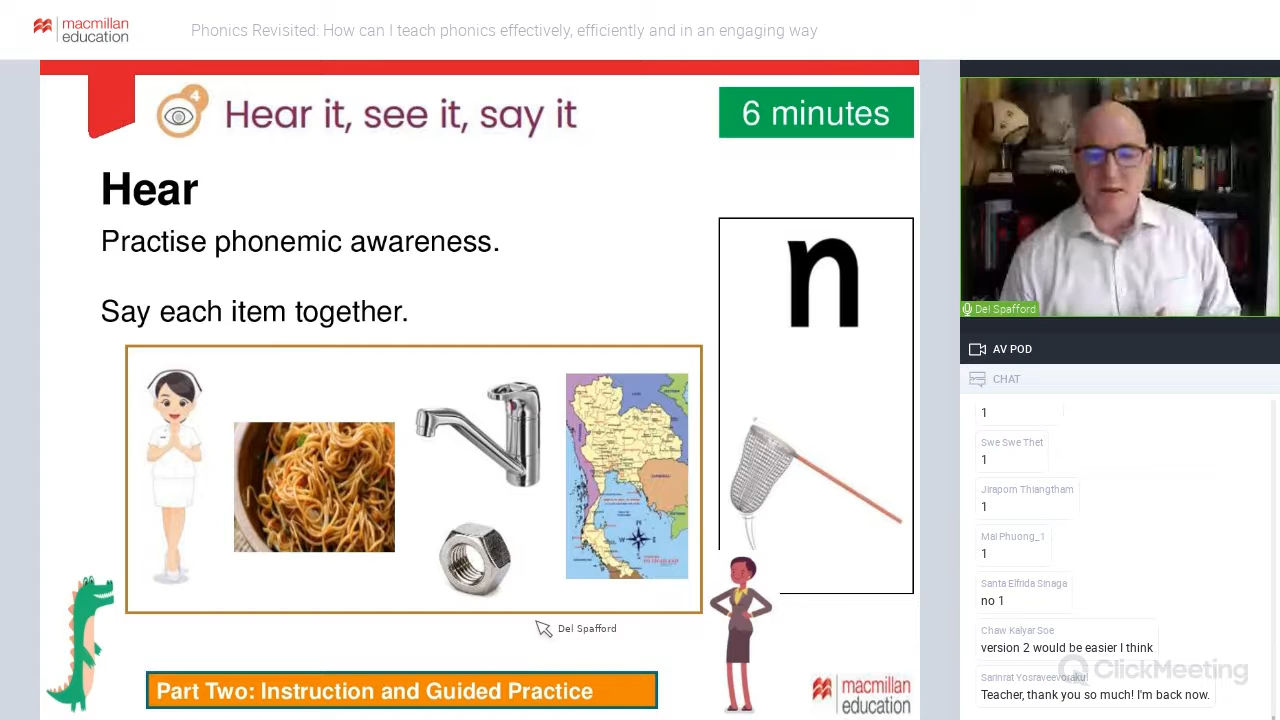 macmillan
education
Phonics Revisited: How can I teach phonics effectively, efficiently and in an engaging way
4
Hear it, see it, say it
6 minutes
Hear
Practise phonemic awareness.
Say each item together.
n
Del Spafford
Part Two: Instruction and Guided Practice
macmillan
education
Del Spafford
AV POD
CHAT
1
Swe Swe Thet
1
Jiraporn Thiangtham
1
Mai Phuong_1
1
Santa Elfrida Sinaga
no 1
Chaw Kalyar Soe
version 2 would be easier I think
ClickMeeting
Sarinrat Yosraveevorakul
Teacher, thank you so much! I'm back now.